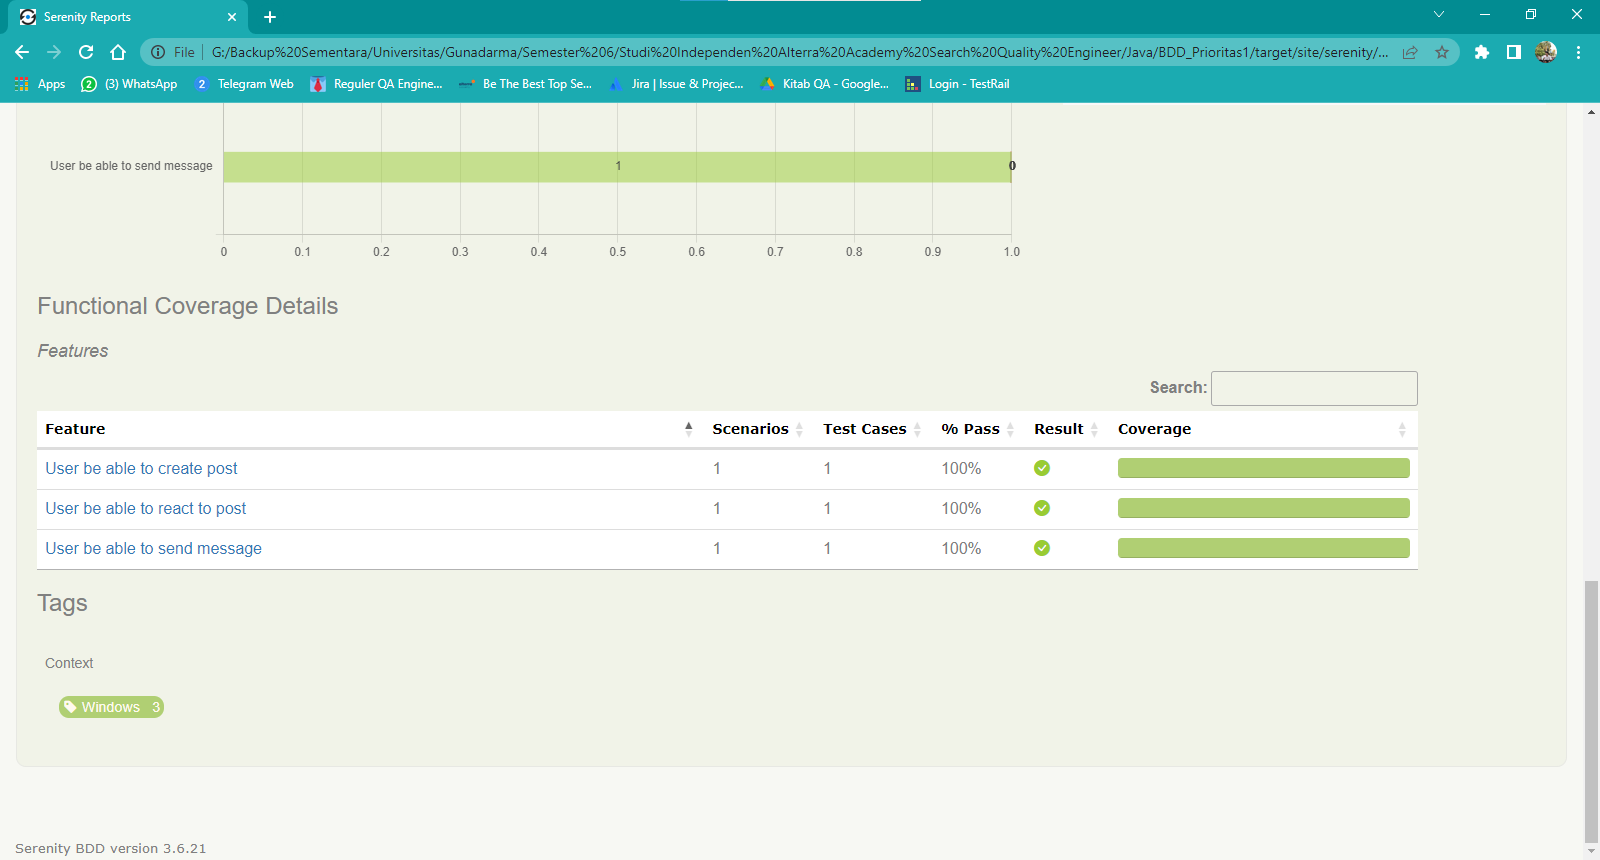 Serenity Reports
File
G:/Backup%20Sementara/Universitas/Gunadarma/Semester%206/Studi%20Independen%20Alterra%20Academy%20Search%20Quality%20Engineer/Java/BDD_Prioritas1/target/site/serenity/...
Apps
2 (3) WhatsApp
2 Telegram Web
Reguler QA Engine...
Be The Best Top Se...
Jira | Issue & Projec...
Kitab QA - Google...
Login - TestRail
User be able to send message 1 0
0 0.1 0.2 0.3 0.4 0.5 0.6 0.7 0.8 0.9 1.0
Functional Coverage Details
Features
Search:
Feature Scenarios Test Cases % Pass Result Coverage
User be able to create post 1 1 100%
User be able to react to post 1 1 100%
User be able to send message 1 1 100%
Tags
Context
Windows 3
Serenity BDD version 3.6.21